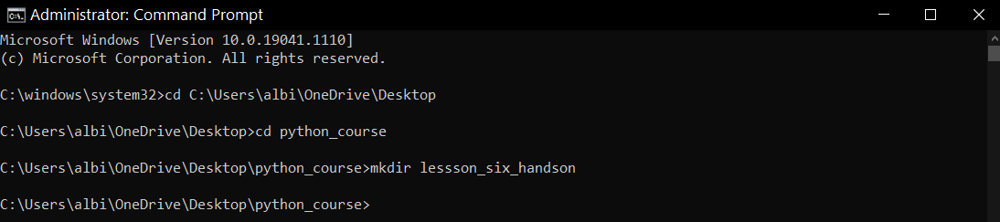 Administrator: Command Prompt
Microsoft Windows [Version 10.0.19041.1110]
(c) Microsoft Corporation. All rights reserved.
C:\windows\system32>cd C:\Users\albi\OneDrive\Desktop
C:\Users\albi\OneDrive\Desktop>cd python_course
C:\Users\albi\OneDrive\Desktop\python_course>mkdir lessson_six_handson
C:\Users\albi\OneDrive\Desktop\python_course>